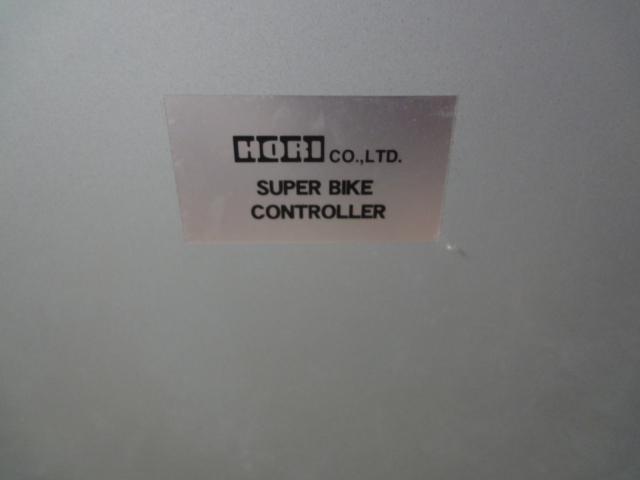 HORI CO.,LTD.
SUPER BIKE
CONTROLLER